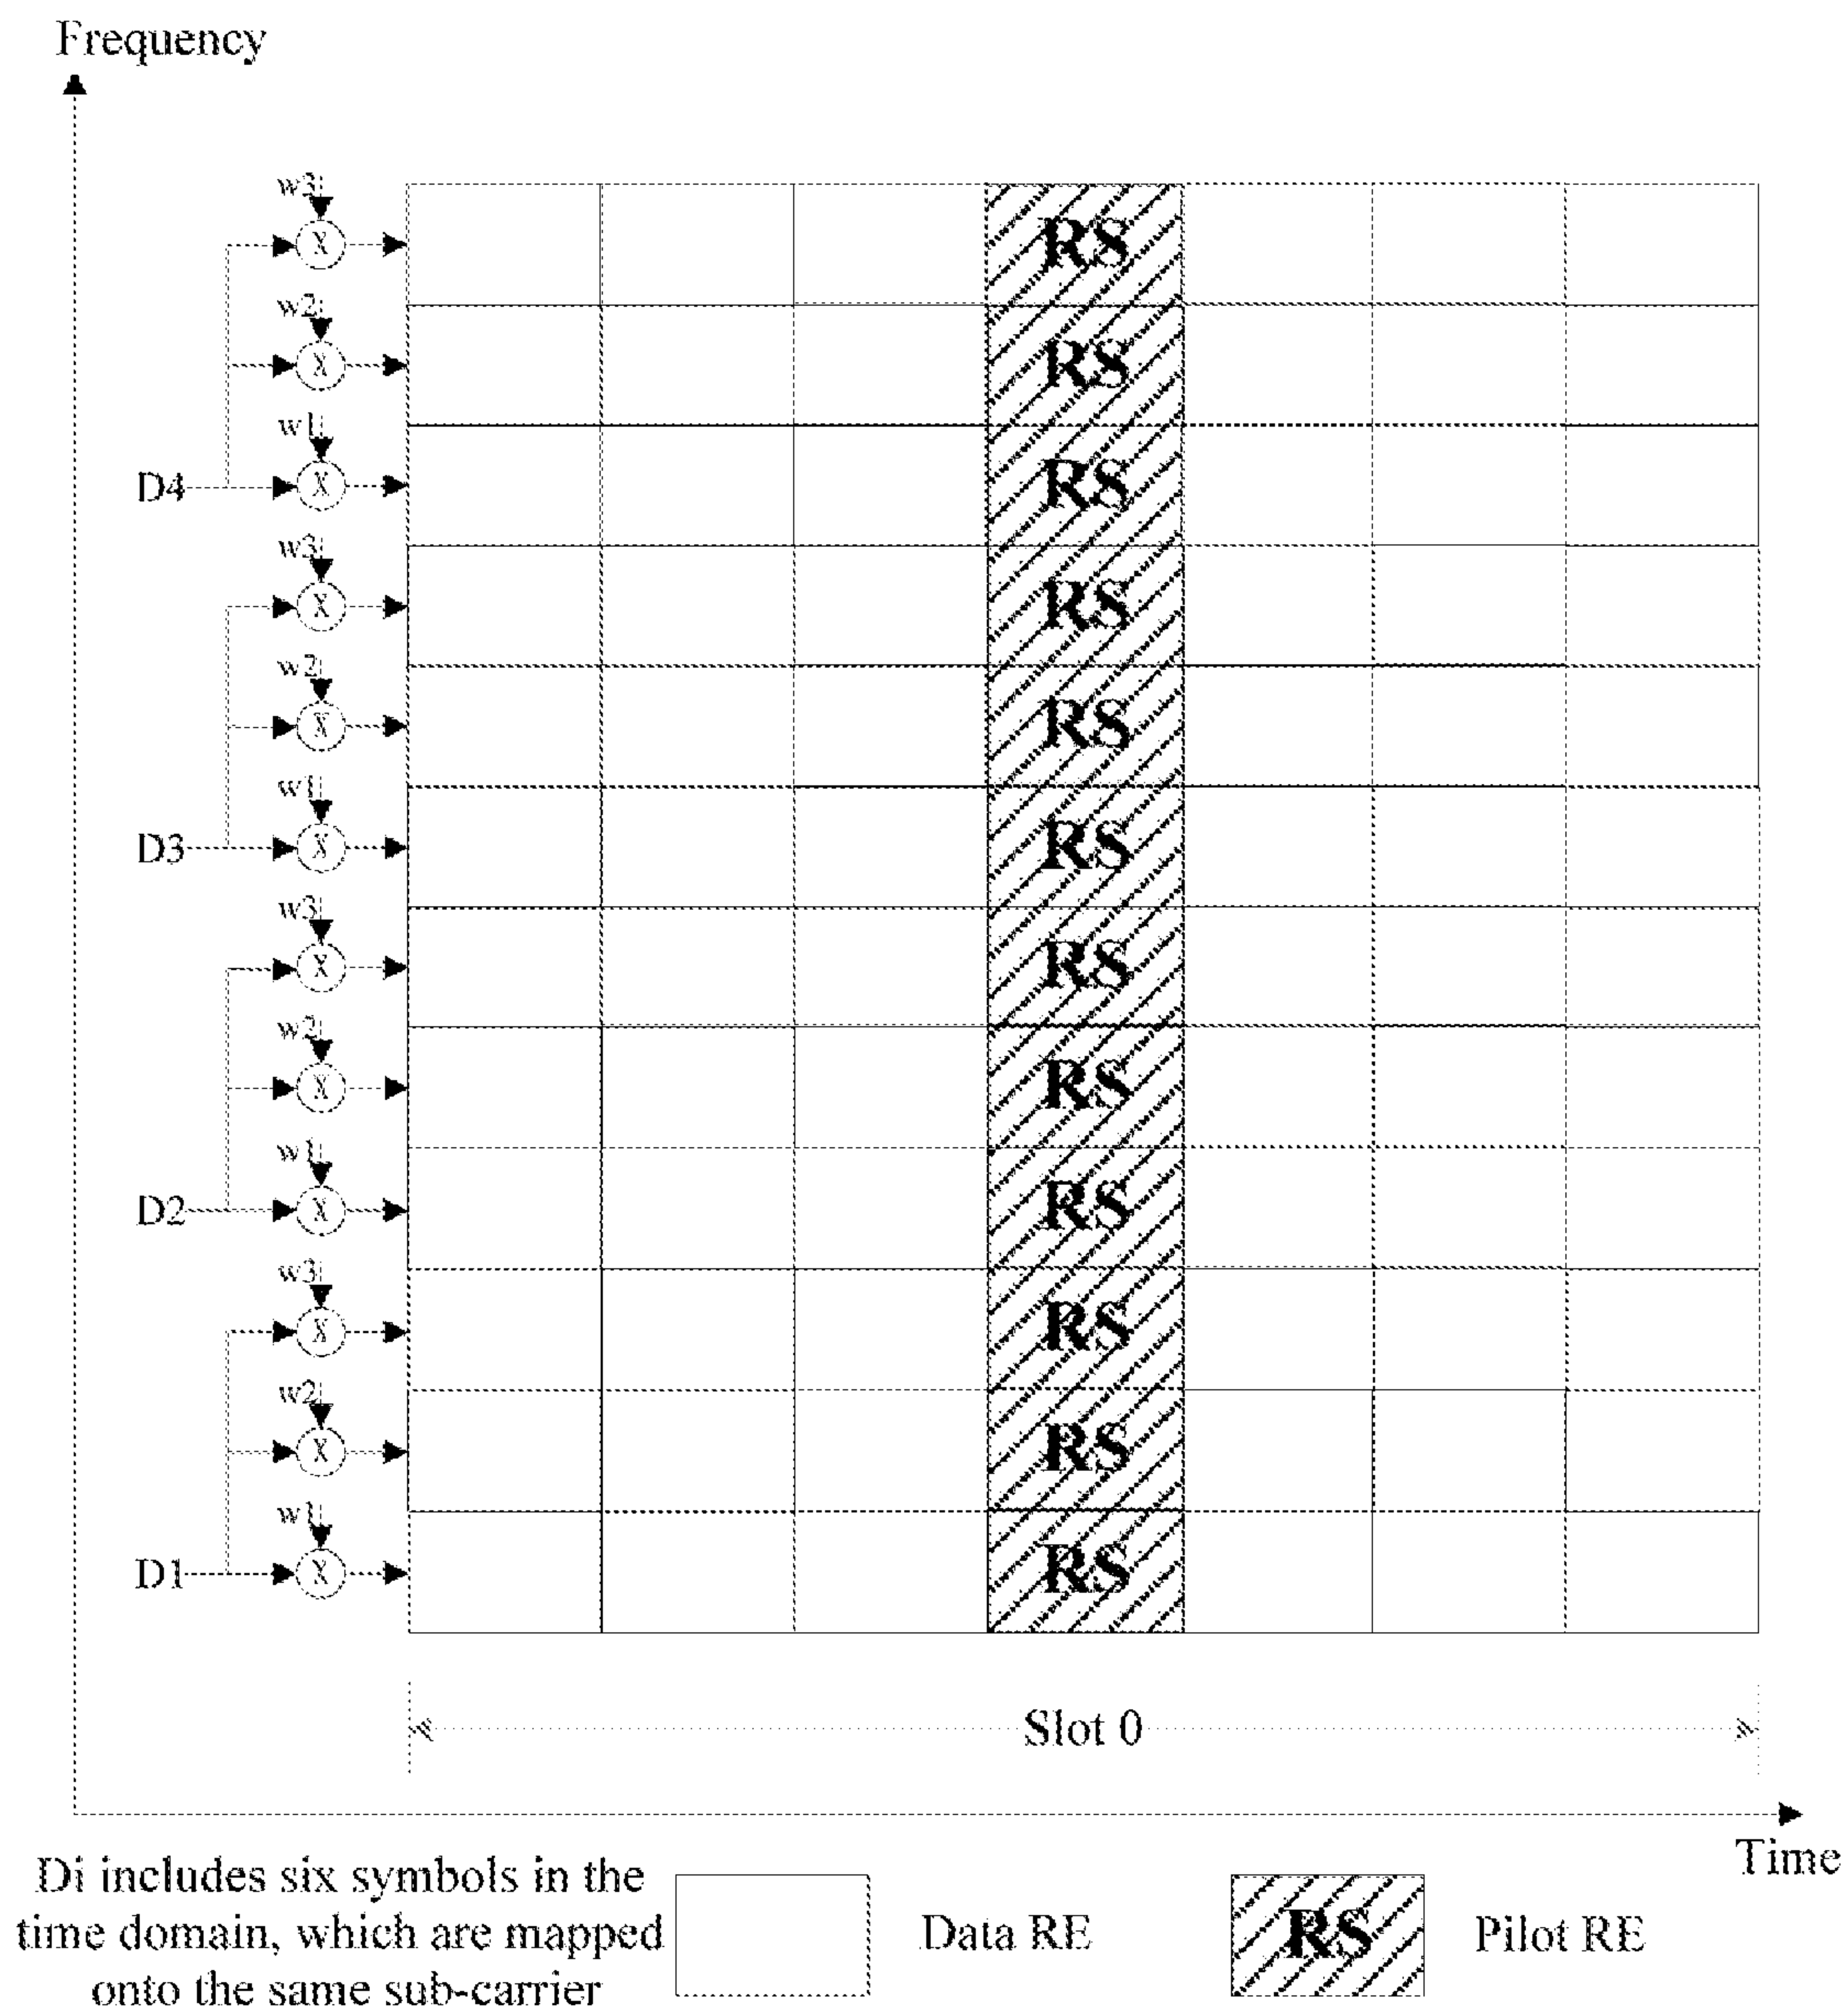 Frequency
w3
X
RS
w2
X
RS
w1
D4
X
RS
w3
X
RS
w2
X
RS
w1
D3
X
RS
w3
X
RS
w2
X
RS
w1
D2
X
RS
w3
X
RS
w2
X
RS
w1
D1
X
RS
Slot 0
Time
Di includes six symbols in the
time domain, which are mapped
onto the same sub-carrier
Data RE
RS
Pilot RE